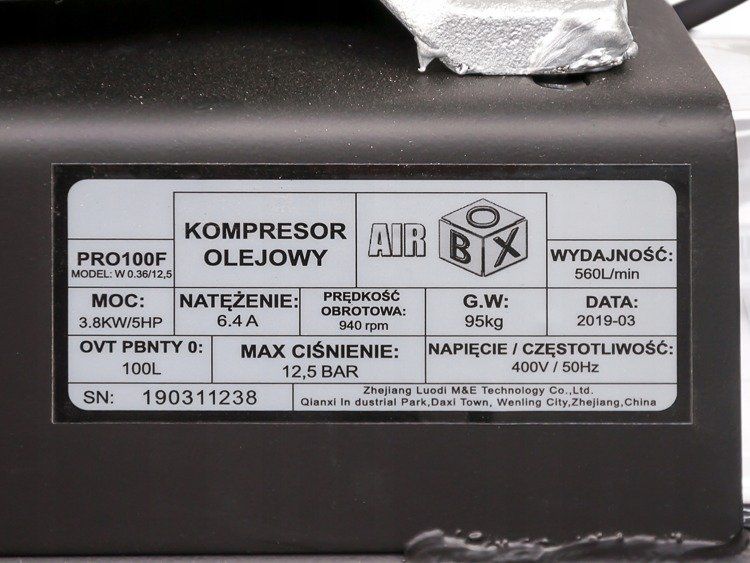 PRO100F
MODEL: W 0.36/12,5
KOMPRESOR
OLEJOWY
AIR BOX
WYDAJNOŚĆ:
560L/min
MOC:
3.8KW/5HP
NATĘŻENIE:
6.4 A
PRĘDKOŚĆ
OBROTOWA:
940 rpm
G.W:
95kg
DATA:
2019-03
OVT PBNTY 0:
100L
MAX CIŚNIENIE:
12,5 BAR
NAPIĘCIE / CZĘSTOTLIWOŚĆ:
400V / 50Hz
SN: 190311238
Zhejiang Luodi M&E Technology Co.,Ltd.
Qianxi In dustrial Park,Daxi Town, Wenling City,Zhejiang,China